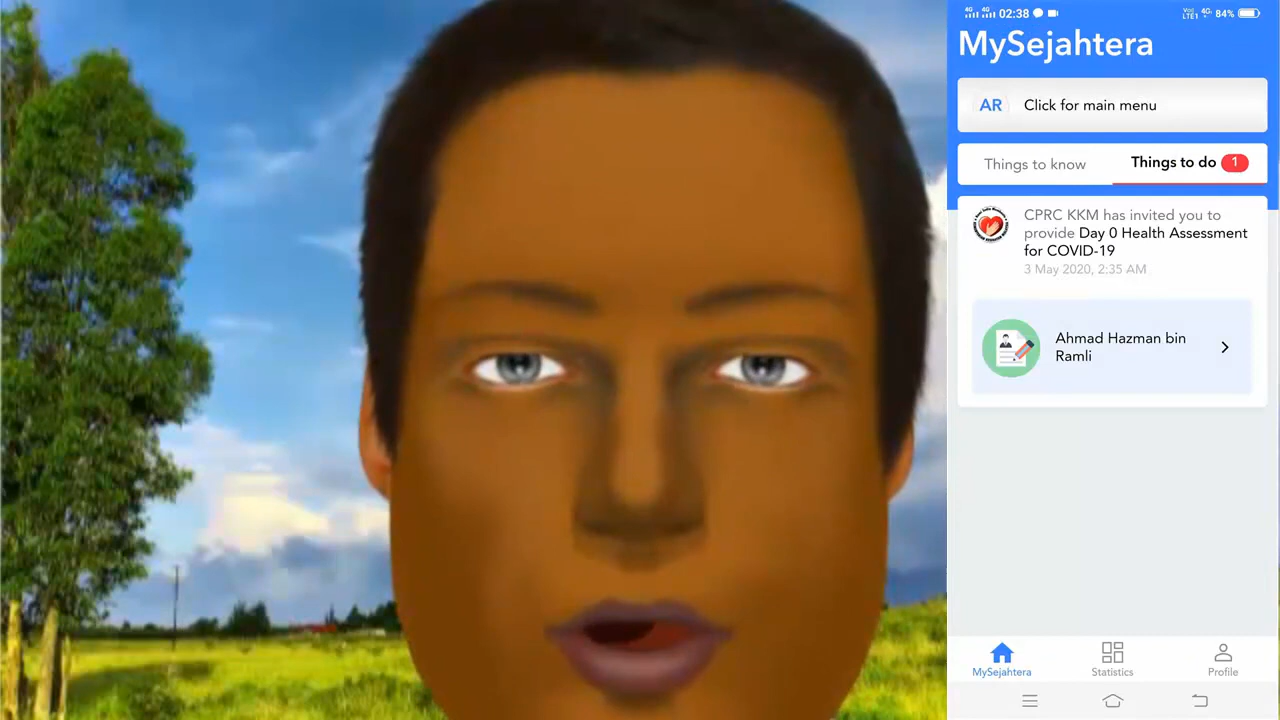 02:38
84%
MySejahtera
AR Click for main menu
Things to know
Things to do 1
CPRC KKM has invited you to
provide Day 0 Health Assessment
for COVID-19
3 May 2020, 2:35 AM
Ahmad Hazman bin
Ramli
MySejahtera
Statistics
Profile